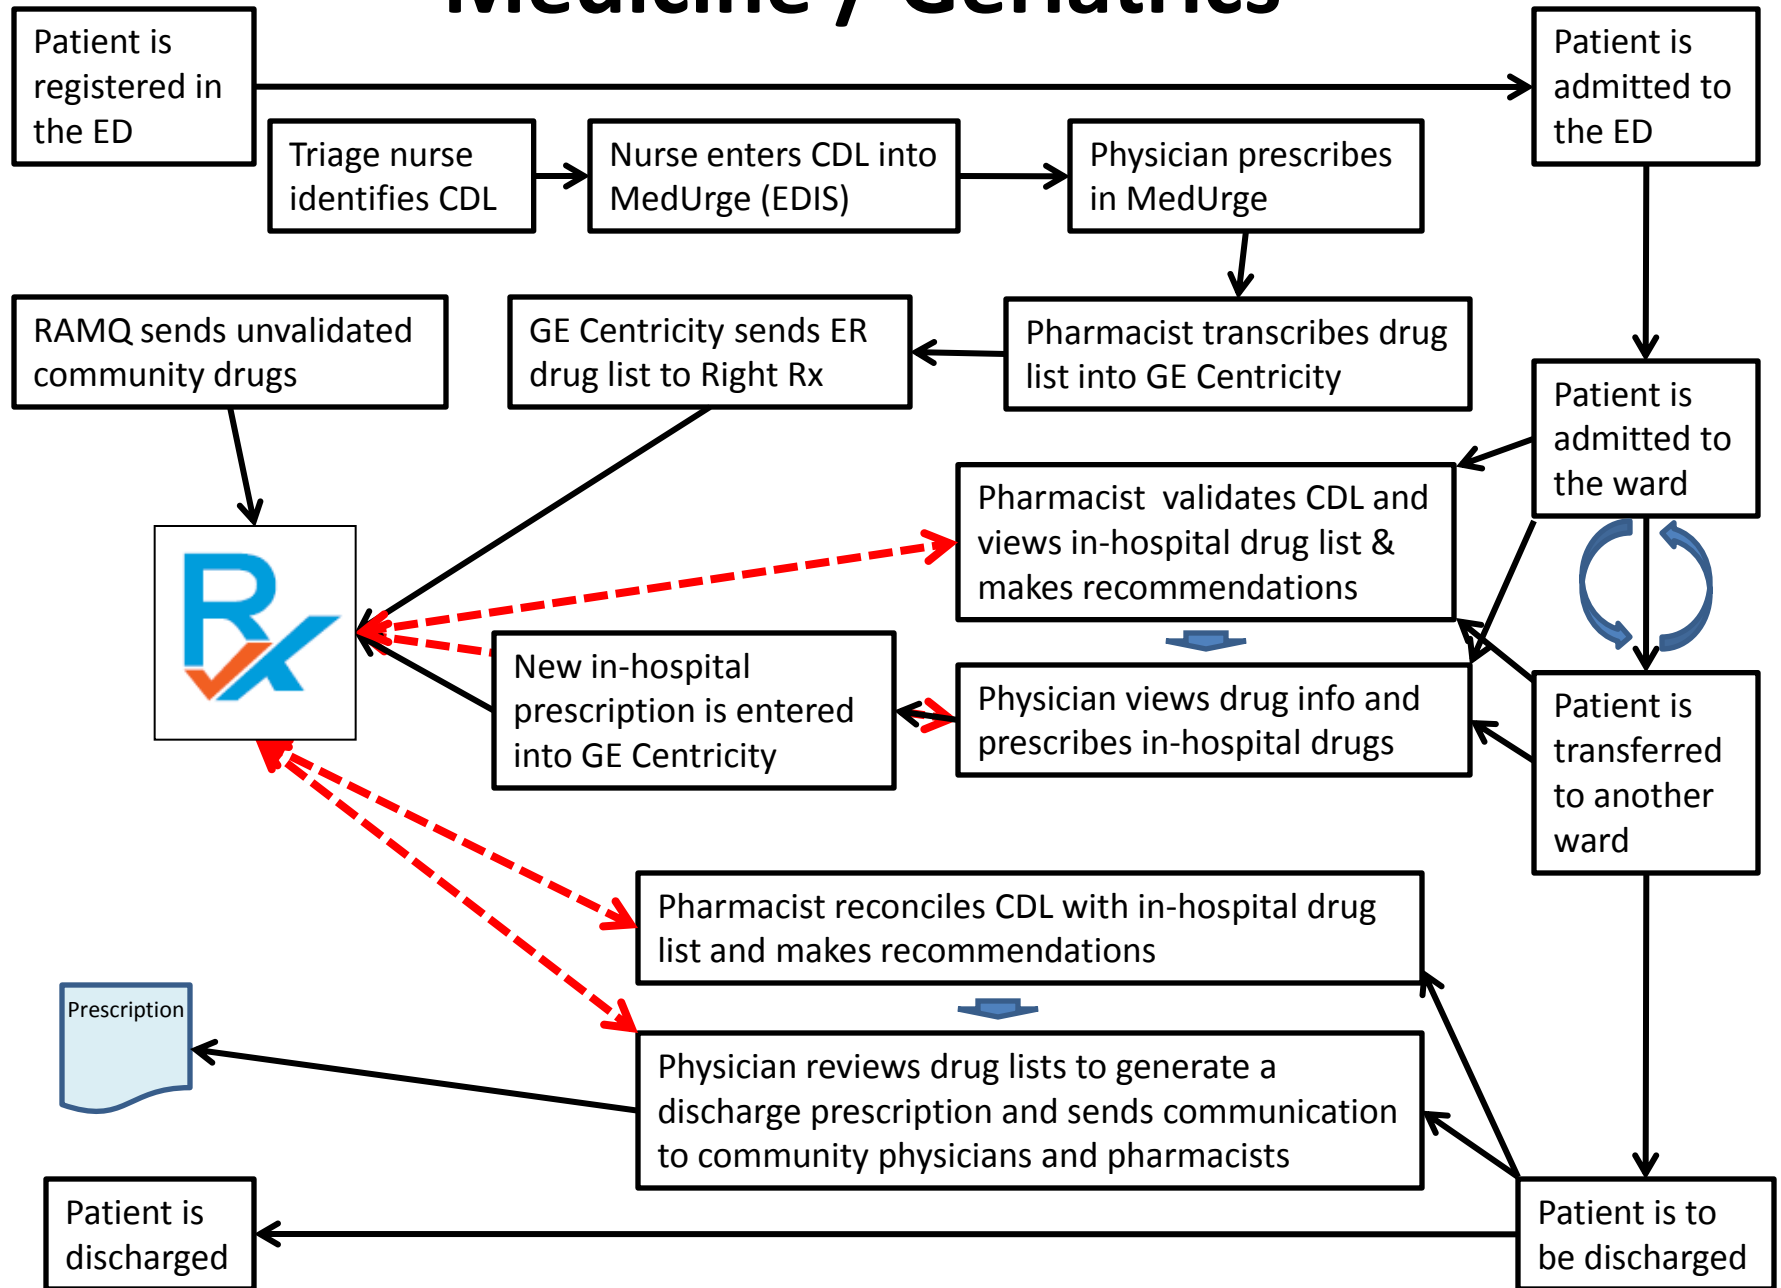 Medicine / Geriatrics
Patient is
registered in
the ED
Patient is
admitted to
the ED
Triage nurse
identifies CDL
Nurse enters CDL into
MedUrge (EDIS)
Physician prescribes
in MedUrge
RAMQ sends unvalidated
community drugs
GE Centricity sends ER
drug list to Right Rx
Pharmacist transcribes drug
list into GE Centricity
Patient is
admitted to
the ward
Pharmacist  validates CDL and
views in-hospital drug list &
makes recommendations
Rx
New in-hospital
prescription is entered
into GE Centricity
Physician views drug info and
prescribes in-hospital drugs
Patient is
transferred
to another
ward
Pharmacist reconciles CDL with in-hospital drug
list and makes recommendations
Prescription
Physician reviews drug lists to generate a
discharge prescription and sends communication
to community physicians and pharmacists
Patient is
discharged
Patient is to
be discharged